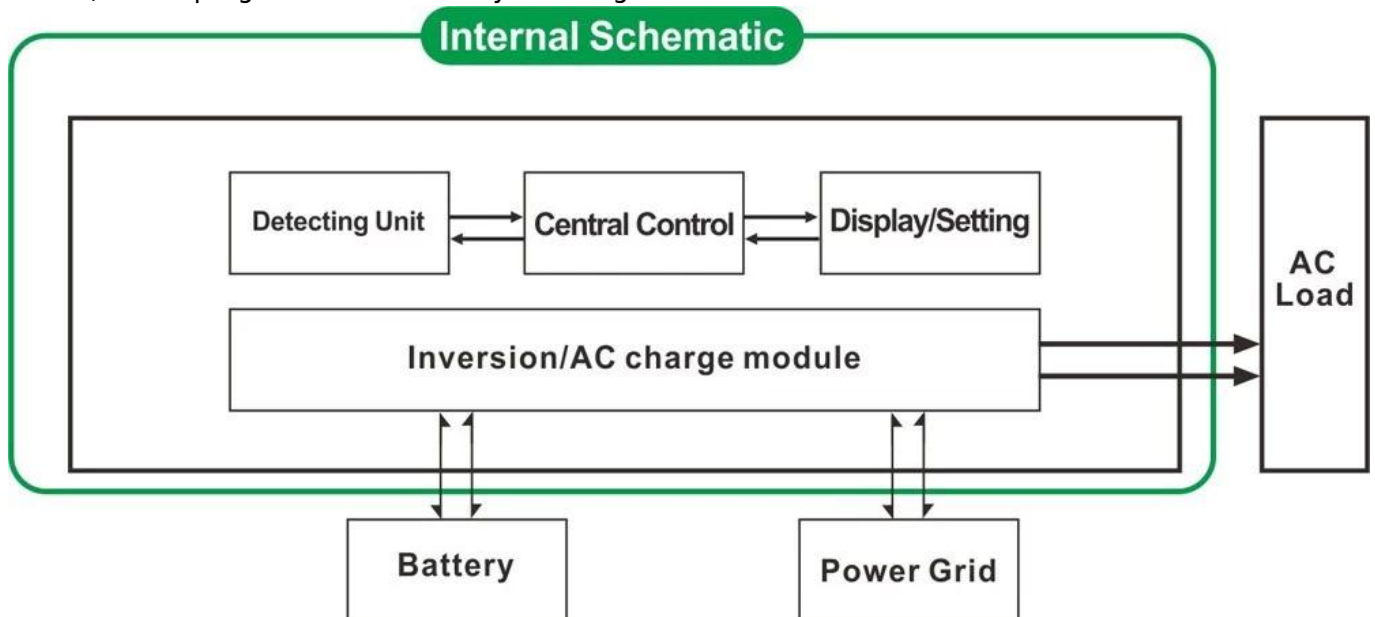 Internal Schematic
Detecting Unit
Central Control
Display/Setting
AC
Load
Inversion/AC charge module
Battery
Power Grid